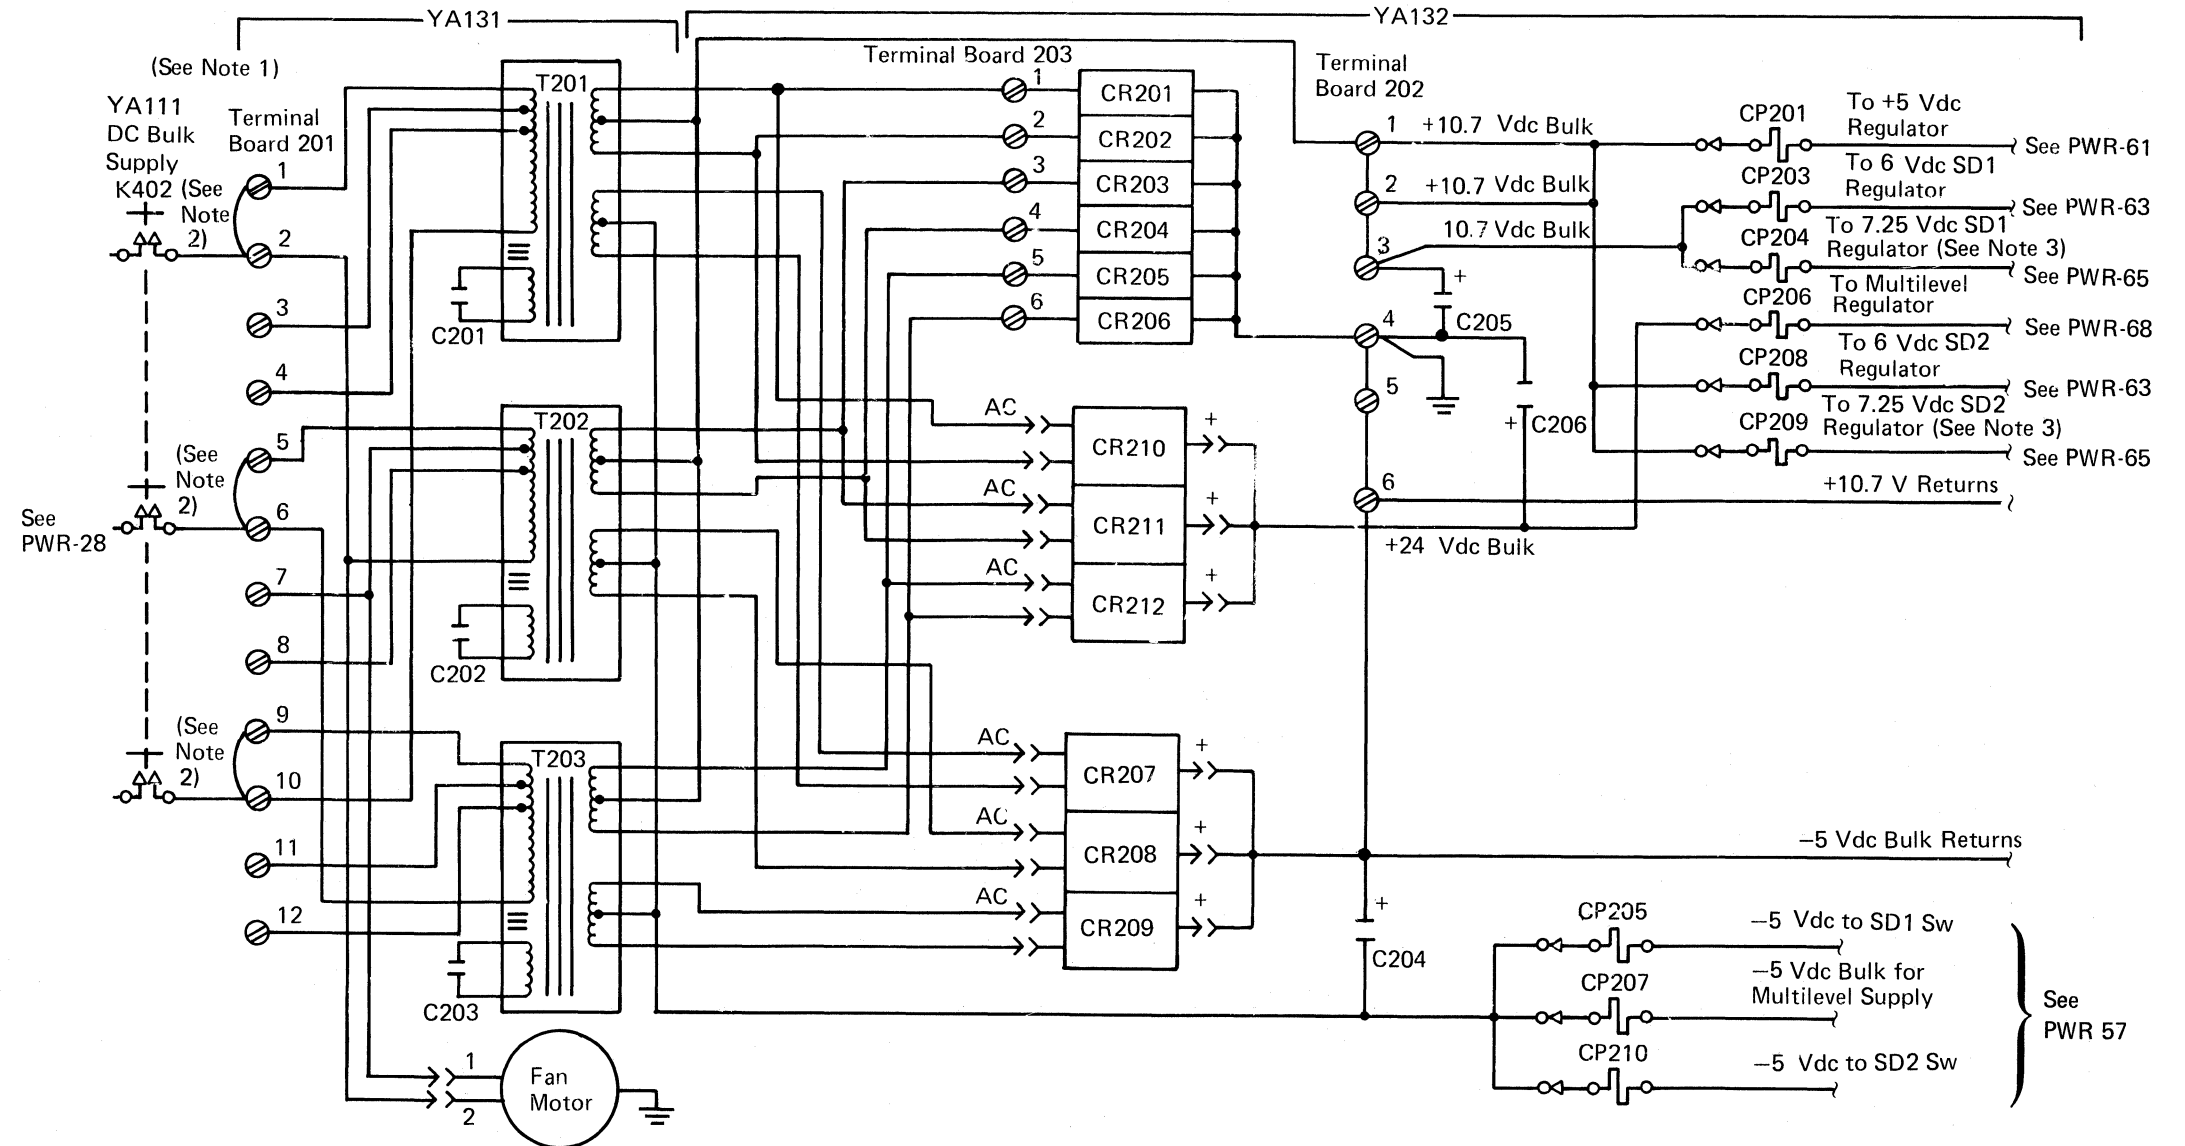 YA131
YA132
(See Note 1)
YA111
DC Bulk
Supply
K402 (See
Note
2)
Terminal
Board 201
1
2
3
4
5
6
7
8
9
10
11
12
(See
Note
2)
(See
Note
2)
See
PWR-28
T201
C201
T202
C202
T203
C203
1
2
Fan
Motor
Terminal Board 203
1
2
3
4
5
6
CR201
CR202
CR203
CR204
CR205
CR206
AC
AC
AC
CR210
CR211
CR212
+
+
+
AC
AC
AC
CR207
CR208
CR209
+
+
+
Terminal
Board 202
1
2
3
4
5
6
+10.7 Vdc Bulk
+10.7 Vdc Bulk
10.7 Vdc Bulk
+
C205
+
C206
+24 Vdc Bulk
+
C204
CP201
To +5 Vdc
Regulator
See PWR-61
CP203
To 6 Vdc SD1
Regulator
See PWR-63
CP204
To 7.25 Vdc SD1
Regulator (See Note 3)
See PWR-65
CP206
To Multilevel
Regulator
See PWR-68
CP208
To 6 Vdc SD2
Regulator
See PWR-63
CP209
To 7.25 Vdc SD2
Regulator (See Note 3)
See PWR-65
+10.7 V Returns
−5 Vdc Bulk Returns
CP205
−5 Vdc to SD1 Sw
CP207
−5 Vdc Bulk for
Multilevel Supply
CP210
−5 Vdc to SD2 Sw
See
PWR 57